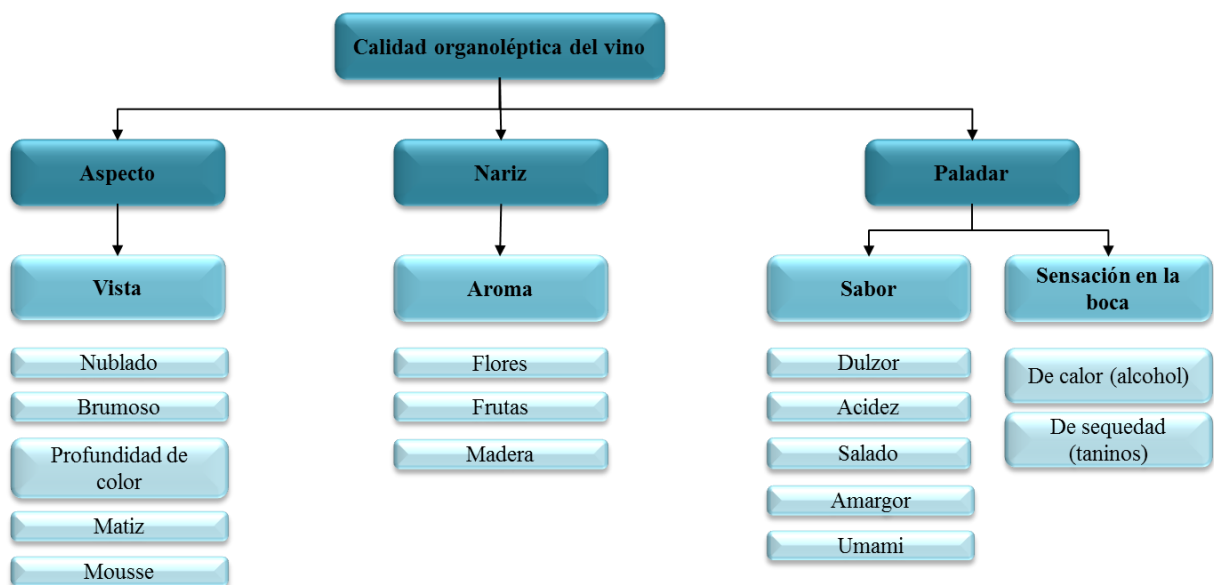 Calidad organoléptica del vino
Aspecto
Nariz
Paladar
Vista
Aroma
Sabor
Sensación en la
boca
Nublado
Brumoso
Profundidad de
color
Matiz
Mousse
Flores
Frutas
Madera
Dulzor
Acidez
Salado
Amargor
Umami
De calor (alcohol)
De sequedad
(taninos)